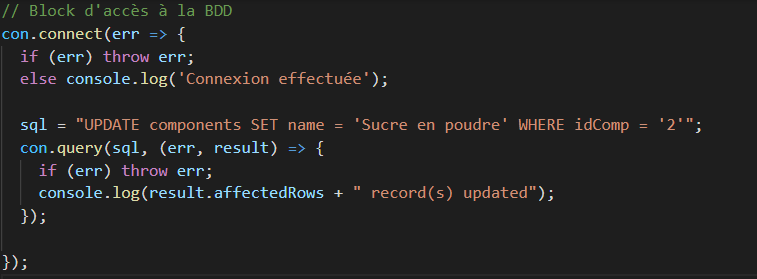 // Block d'accès à la BDD
con.connect(err => {
  if (err) throw err;
  else console.log('Connexion effectuée');
  sql = "UPDATE components SET name = 'Sucre en poudre' WHERE idComp = '2'";
  con.query(sql, (err, result) => {
    if (err) throw err;
    console.log(result.affectedRows + " record(s) updated");
  });
});